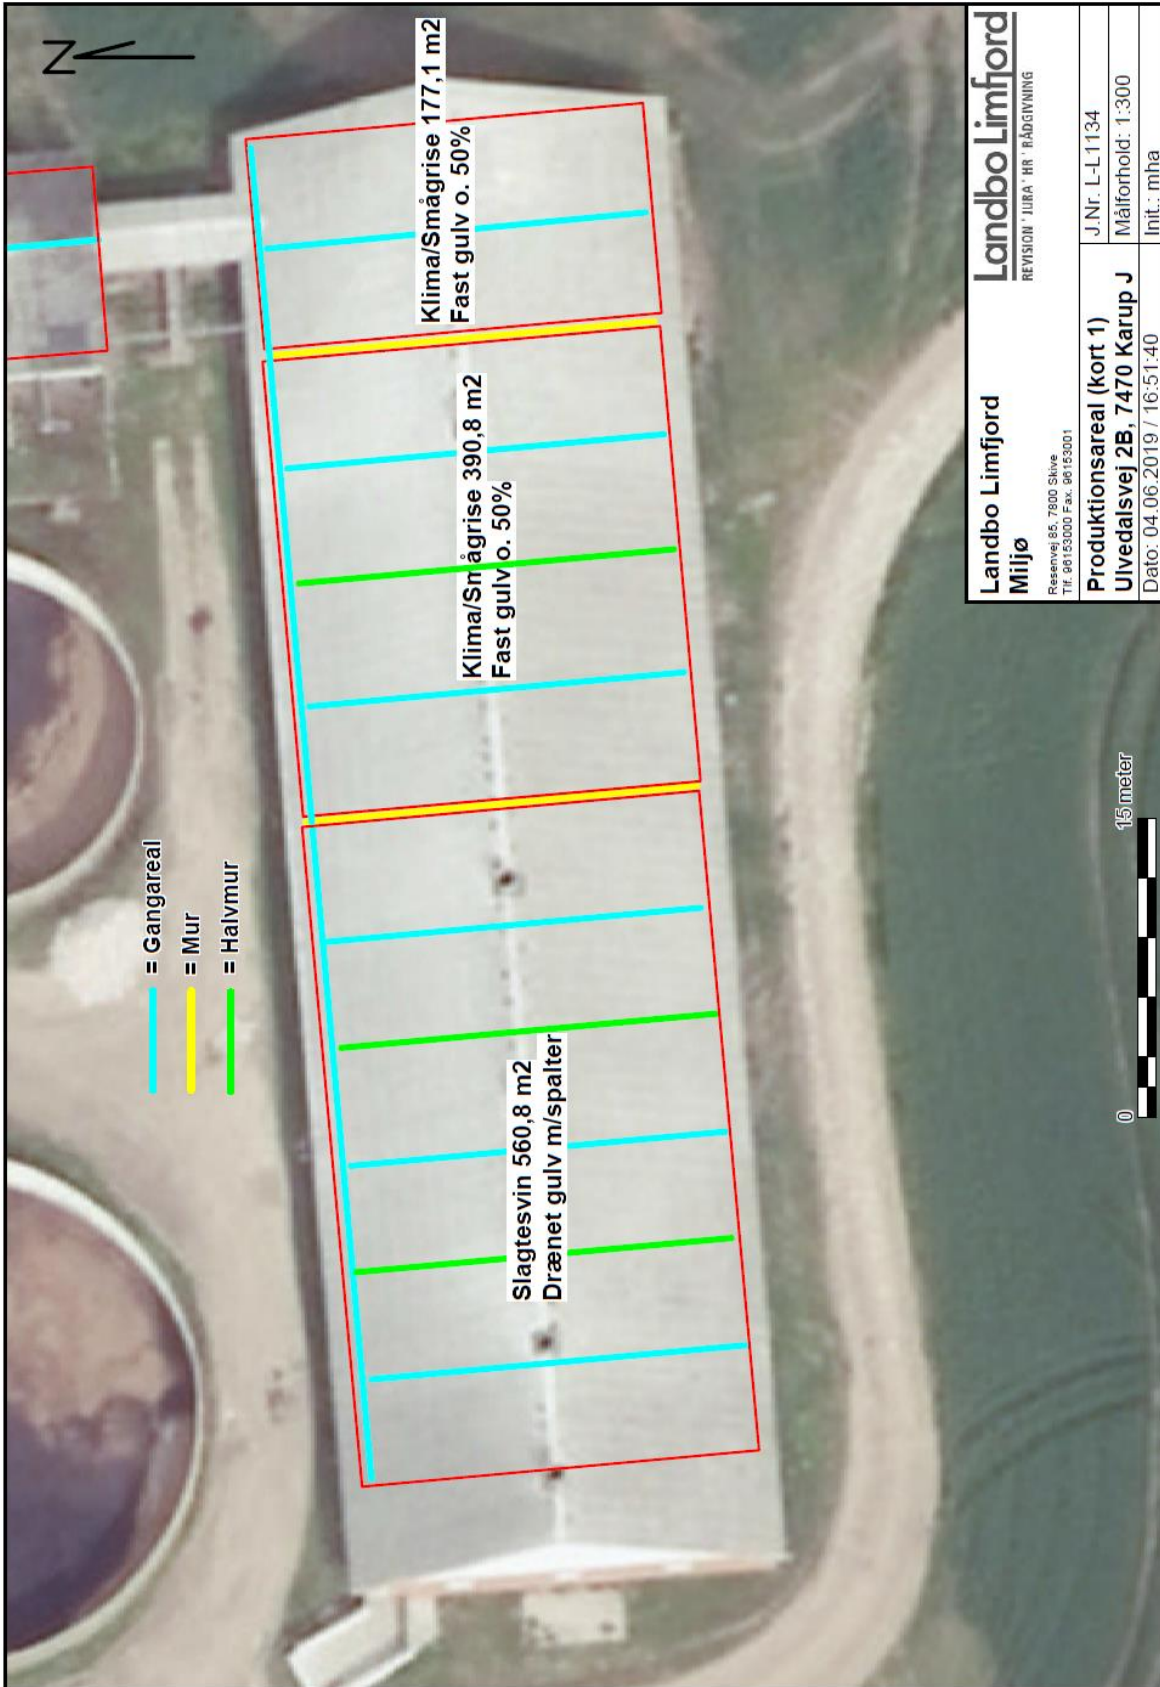 N
Klima/Smågrise 177,1 m2
Fast gulv o. 50%
Klima/Smågrise 390,8 m2
Fast gulv o. 50%
Slagtesvin 560,8 m2
Drænet gulv m/spalter
= Gangareal
= Mur
= Halvmur
0
15 meter
Landbo Limfjord
Miljø
Resenvej 85, 7800 Skive
Tlf. 96153000 Fax. 96153001
Landbo Limfjord
REVISION ' JURA ' HR ' RÅDGIVNING
Produktionsareal (kort 1)
Ulvedalsvej 2B, 7470 Karup J
Dato: 04.06.2019 / 16:51:40
J.Nr. L-L1134
Målforhold: 1:300
Init.: mha